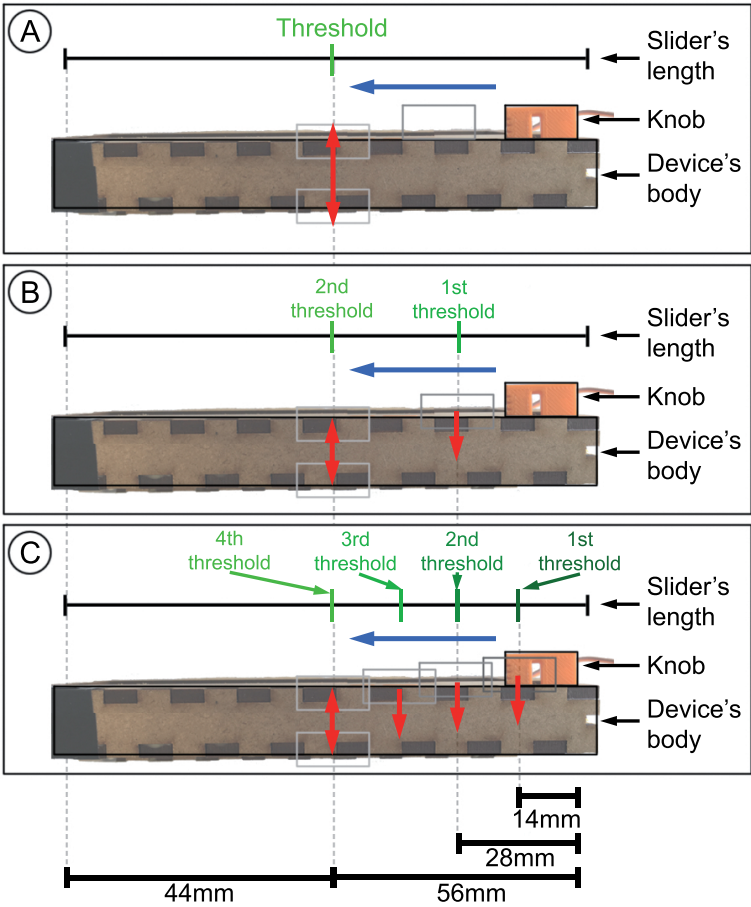 A
Threshold
Slider's
length
Knob
Device's
body
B
2nd
threshold
1st
threshold
Slider's
length
Knob
Device's
body
C
4th
threshold
3rd
threshold
2nd
threshold
1st
threshold
Slider's
length
Knob
Device's
body
14mm
28mm
44mm
56mm